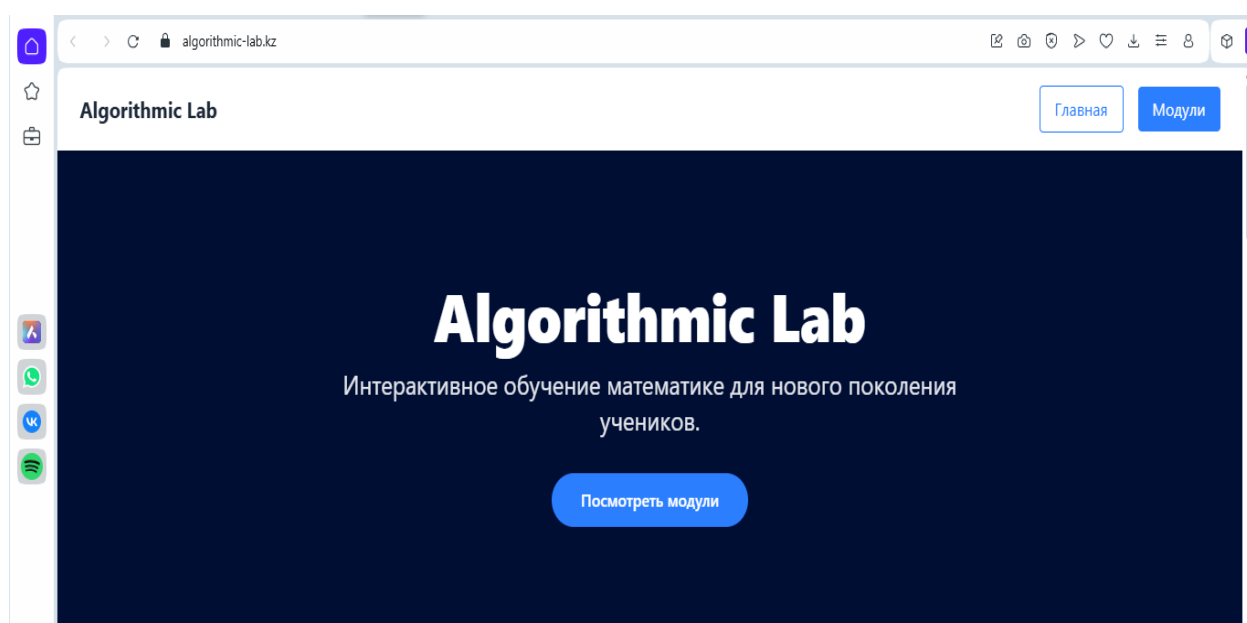 algorithmic-lab.kz
Algorithmic Lab
Главная
Модули
Algorithmic Lab
Интерактивное обучение математике для нового поколения
учеников.
Посмотреть модули